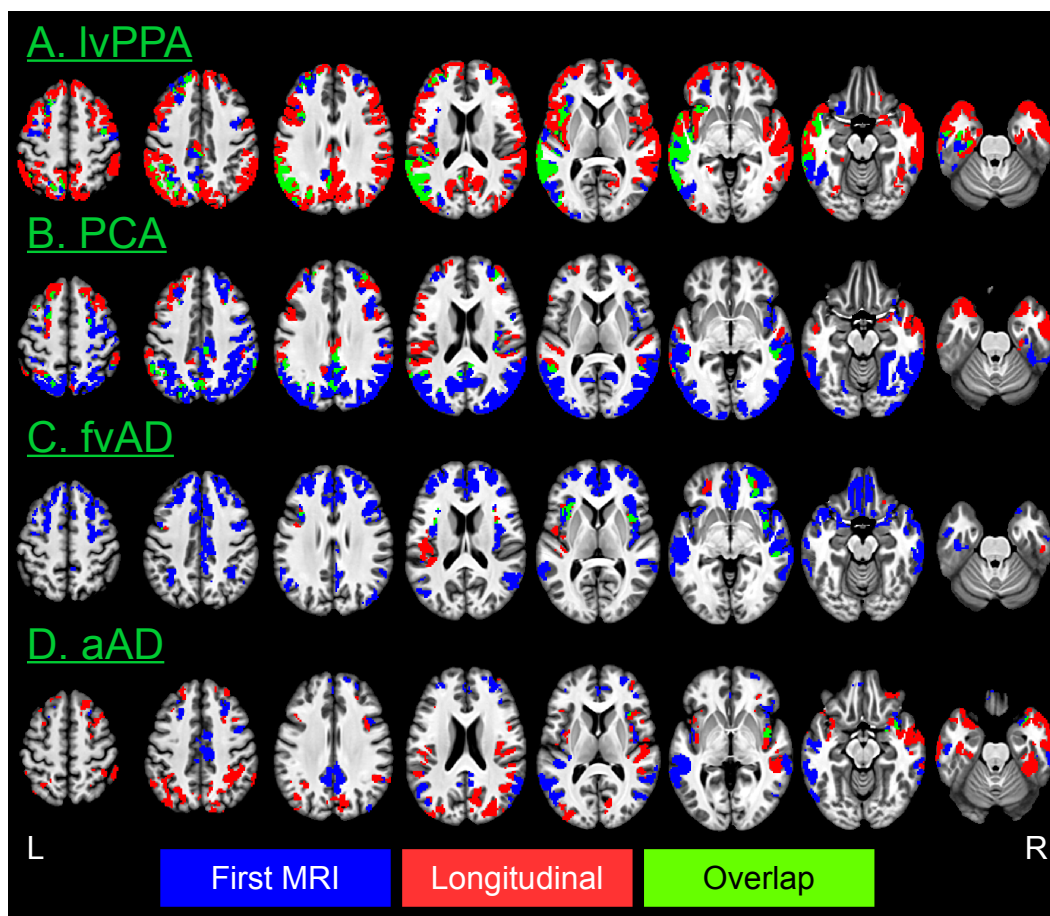 A. lvPPA
B. PCA
C. fvAD
D. aAD
L
R
First MRI
Longitudinal
Overlap